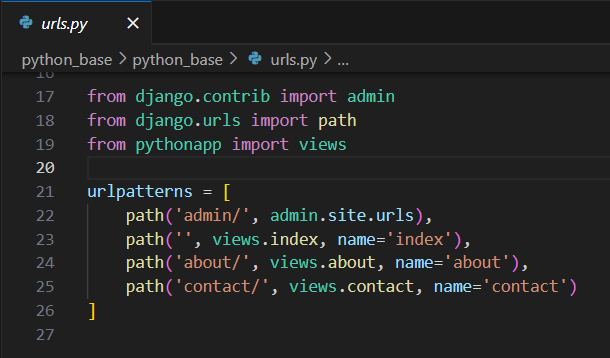 urls.py ×
python_base > python_base > urls.py > ...
17 from django.contrib import admin
18 from django.urls import path
19 from pythonapp import views
20
21 urlpatterns = [
22     path('admin/', admin.site.urls),
23     path('', views.index, name='index'),
24     path('about/', views.about, name='about'),
25     path('contact/', views.contact, name='contact')
26 ]
27